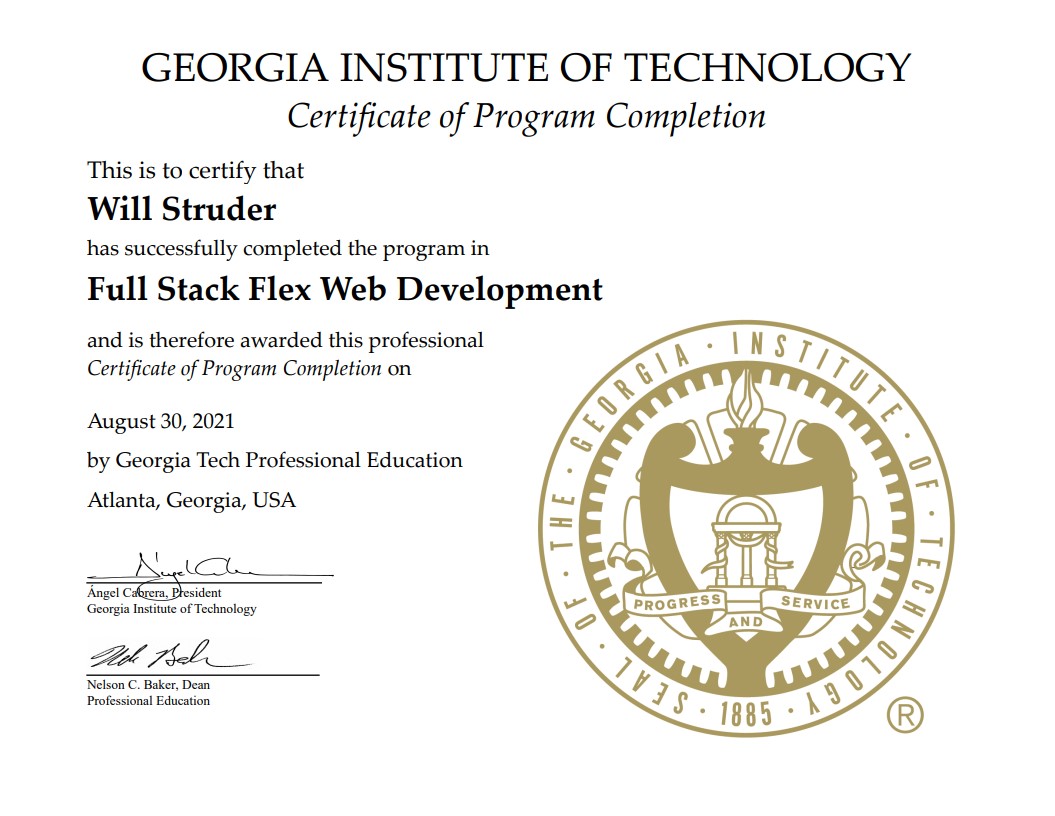 GEORGIA INSTITUTE OF TECHNOLOGY
Certificate of Program Completion
This is to certify that
Will Struder
has successfully completed the program in
Full Stack Flex Web Development
and is therefore awarded this professional
Certificate of Program Completion on
August 30, 2021
by Georgia Tech Professional Education
Atlanta, Georgia, USA
Ángel Cabrera, President
Georgia Institute of Technology
Nelson C. Baker, Dean
Professional Education
SEAL · OF · THE · GEORGIA · INSTITUTE · OF · TECHNOLOGY ·
PROGRESS
AND
SERVICE
1885
®